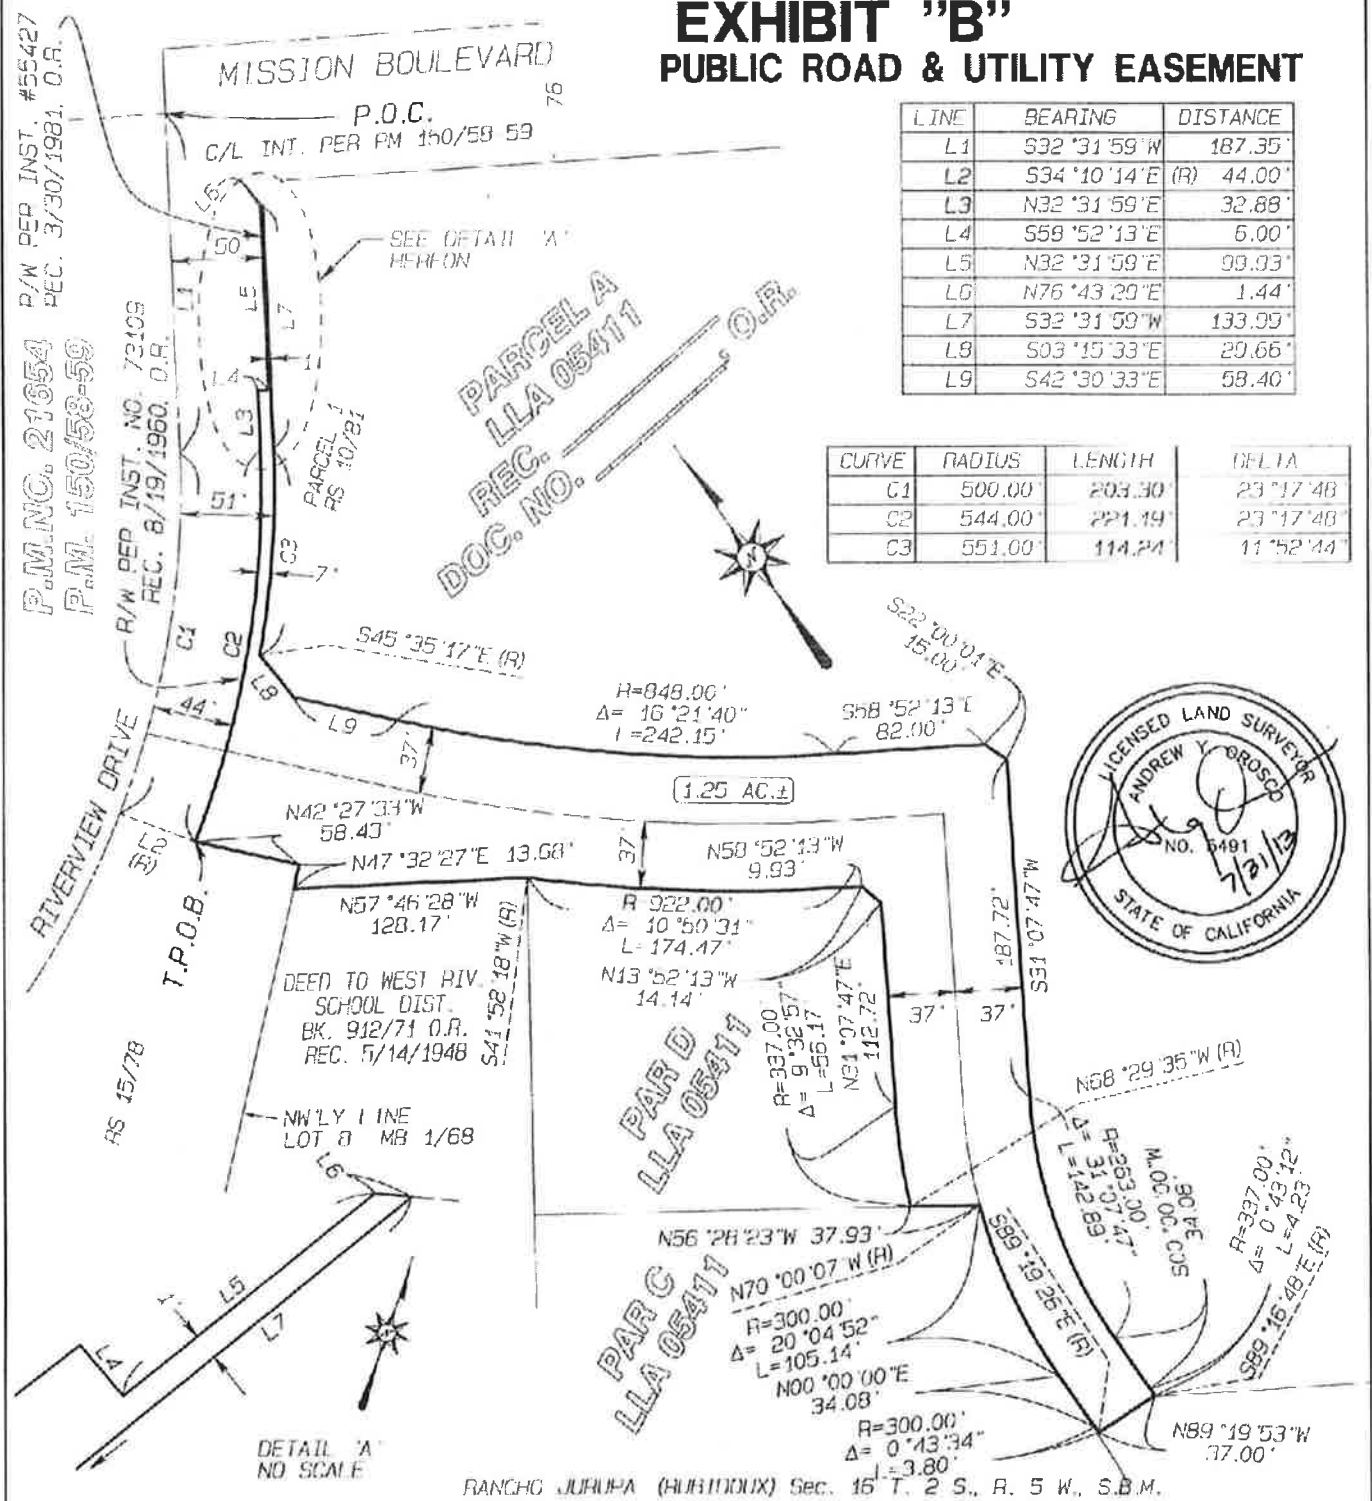 EXHIBIT "B"
PUBLIC ROAD & UTILITY EASEMENT
MISSION BOULEVARD
76
P.O.C.
C/L INT. PER PM 150/58 59
R/W PER INST. #55427
REC. 3/30/1981. O.R.
LINE BEARING DISTANCE
L1 S32°31'59"W 187.35'
L2 S34°10'14"E (R) 44.00'
L3 N32°31'59"E 32.88'
L4 S58°52'13"E 6.00'
L5 N32°31'59"E 99.93'
L6 N76°43'29"E 1.44'
L7 S32°31'59"W 133.99'
L8 S03°15'33"E 29.66'
L9 S42°30'33"E 58.40'
CURVE RADIUS LENGTH DELTA
C1 500.00' 203.30' 23°17'48"
C2 544.00' 221.19' 23°17'48"
C3 551.00' 114.24' 11°52'44"
L6
50'
SEE DETAIL "A"
HEREON
L1
L5
L7
1'
L4
L3
PARCEL 1
RS 10/81
51'
C3
7'
P.M. NO. 21654
P.M. 150/58-59
R/W PER INST. NO. 73109
REC. 8/19/1960. O.R.
C1
C2
PARCEL A
LLA 05411
REC.
DOC. NO. , O.R.
N
S45°35'17"E (R)
L8
L9
44'
37'
R=848.00'
Δ= 16°21'40"
L=242.15'
S58°52'13"E
82.00'
S22°00'01"E
15.00'
1.25 AC.±
RIVERVIEW DRIVE
L2
(R)
T.P.O.B.
N42°27'33"W
58.43'
N47°32'27"E 13.68'
37'
N58°52'13"W
9.93'
N57°46'28"W
128.17'
S41°52'18"W (R)
R=922.00'
Δ= 10°50'31"
L=174.47'
N13°52'13"W
14.14'
187.72'
S31°07'47"W
LICENSED LAND SURVEYOR
ANDREW Y. OROSCO
NO. 5491
7/31/13
STATE OF CALIFORNIA
DEED TO WEST RIV.
SCHOOL DIST.
BK. 912/71 O.R.
REC. 5/14/1948
RS 15/78
NW'LY LINE
LOT 8 MB 1/68
PAR D
LLA 05411
R=337.00'
Δ= 9°32'57"
L=56.17'
N31°07'47"E
112.72'
37'
37'
N68°29'35"W (R)
R=263.00'
Δ= 31°07'47"
L=142.89'
S00°00'00"W
34.08'
R=337.00'
Δ= 0°43'12"
L=4.23'
S89°16'48"E (R)
N56°28'23"W 37.93'
N70°00'07"W (R)
S89°19'26"E (R)
PAR C
LLA 05411
R=300.00'
Δ= 20°04'52"
L=105.14'
N00°00'00"E
34.08'
R=300.00'
Δ= 0°43'34"
L=3.80'
N89°19'53"W
37.00'
L6
1'
L5
L7
L4
DETAIL "A"
NO SCALE
RANCHO JURUPA (RUBIDOUX) Sec. 16 T. 2 S., R. 5 W., S.B.M.